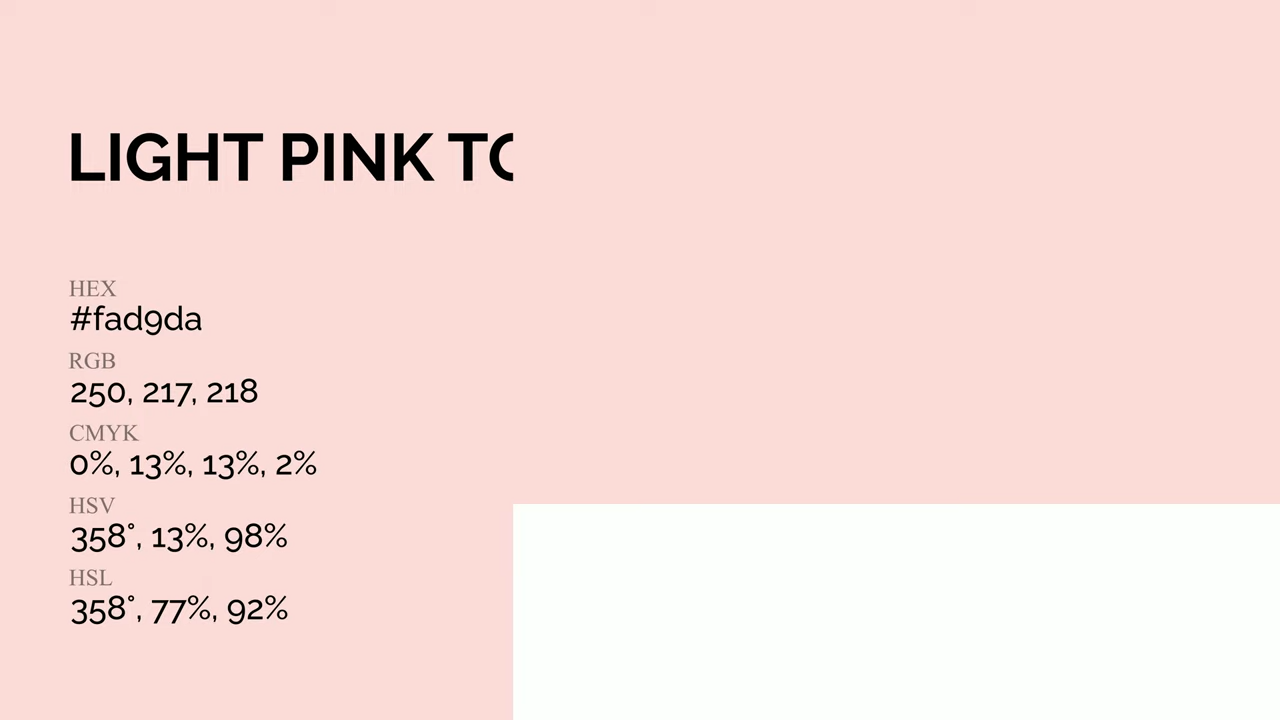 LIGHT PINK
HEX
#fad9da
RGB
250, 217, 218
CMYK
0%, 13%, 13%, 2%
HSV
358°, 13%, 98%
HSL
358°, 77%, 92%